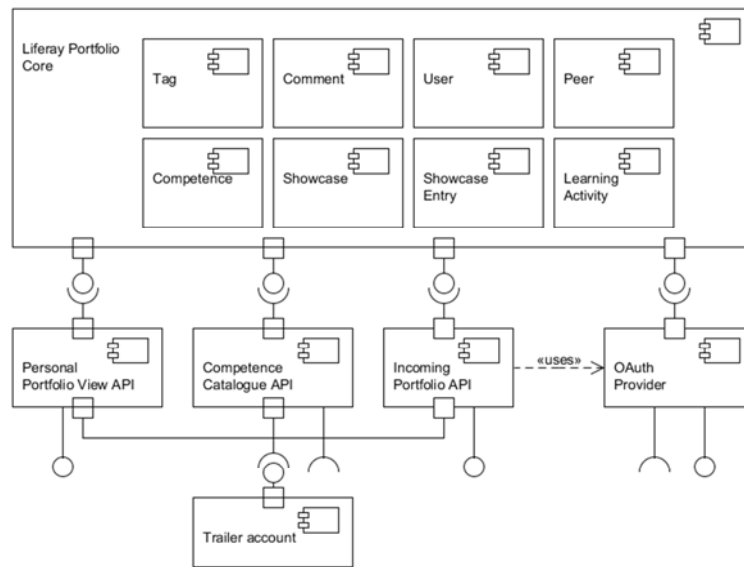 Liferay Portfolio
Core
Tag
Comment
User
Peer
Competence
Showcase
Showcase
Entry
Learning
Activity
Personal
Portfolio View API
Competence
Catalogue API
Incoming
Portfolio API
«uses»
OAuth
Provider
Trailer account